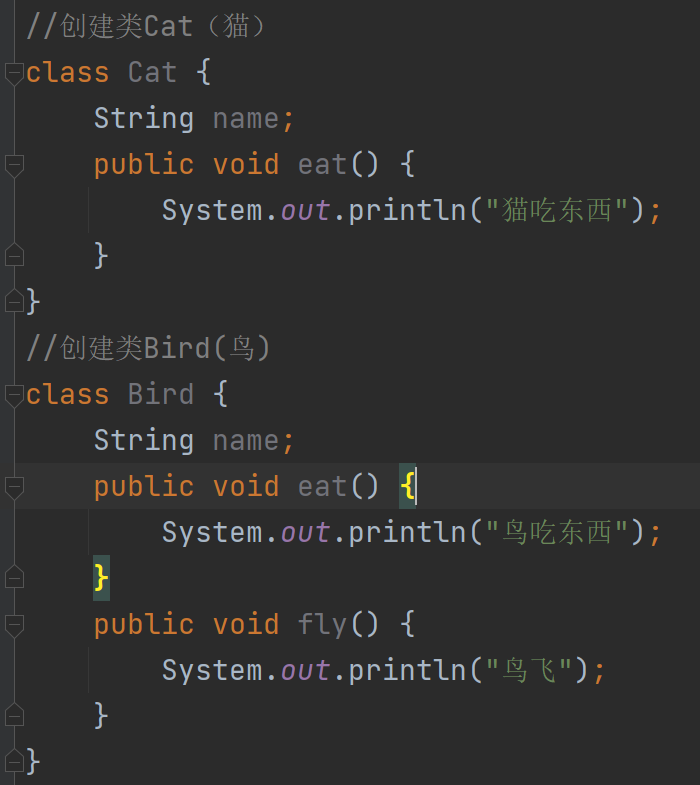 //创建类Cat（猫）
class Cat {
    String name;
    public void eat() {
        System.out.println("猫吃东西");
    }
}
//创建类Bird(鸟)
class Bird {
    String name;
    public void eat() {
        System.out.println("鸟吃东西");
    }
    public void fly() {
        System.out.println("鸟飞");
    }
}